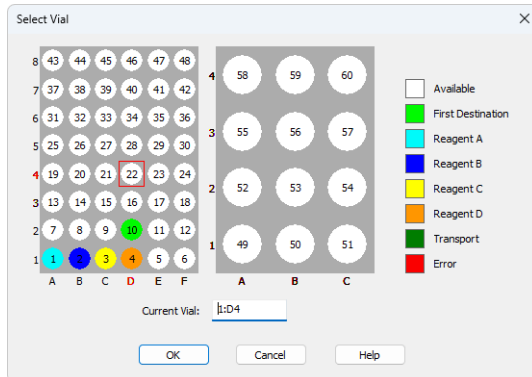 Select Vial
8 43 44 45 46 47 48
7 37 38 39 40 41 42
6 31 32 33 34 35 36
5 25 26 27 28 29 30
4 19 20 21 22 23 24
3 13 14 15 16 17 18
2 7 8 9 10 11 12
1 1 2 3 4 5 6
A B C D E F
4 58 59 60
3 55 56 57
2 52 53 54
1 49 50 51
A B C
Available
First Destination
Reagent A
Reagent B
Reagent C
Reagent D
Transport
Error
Current Vial: 1:D4
OK Cancel Help